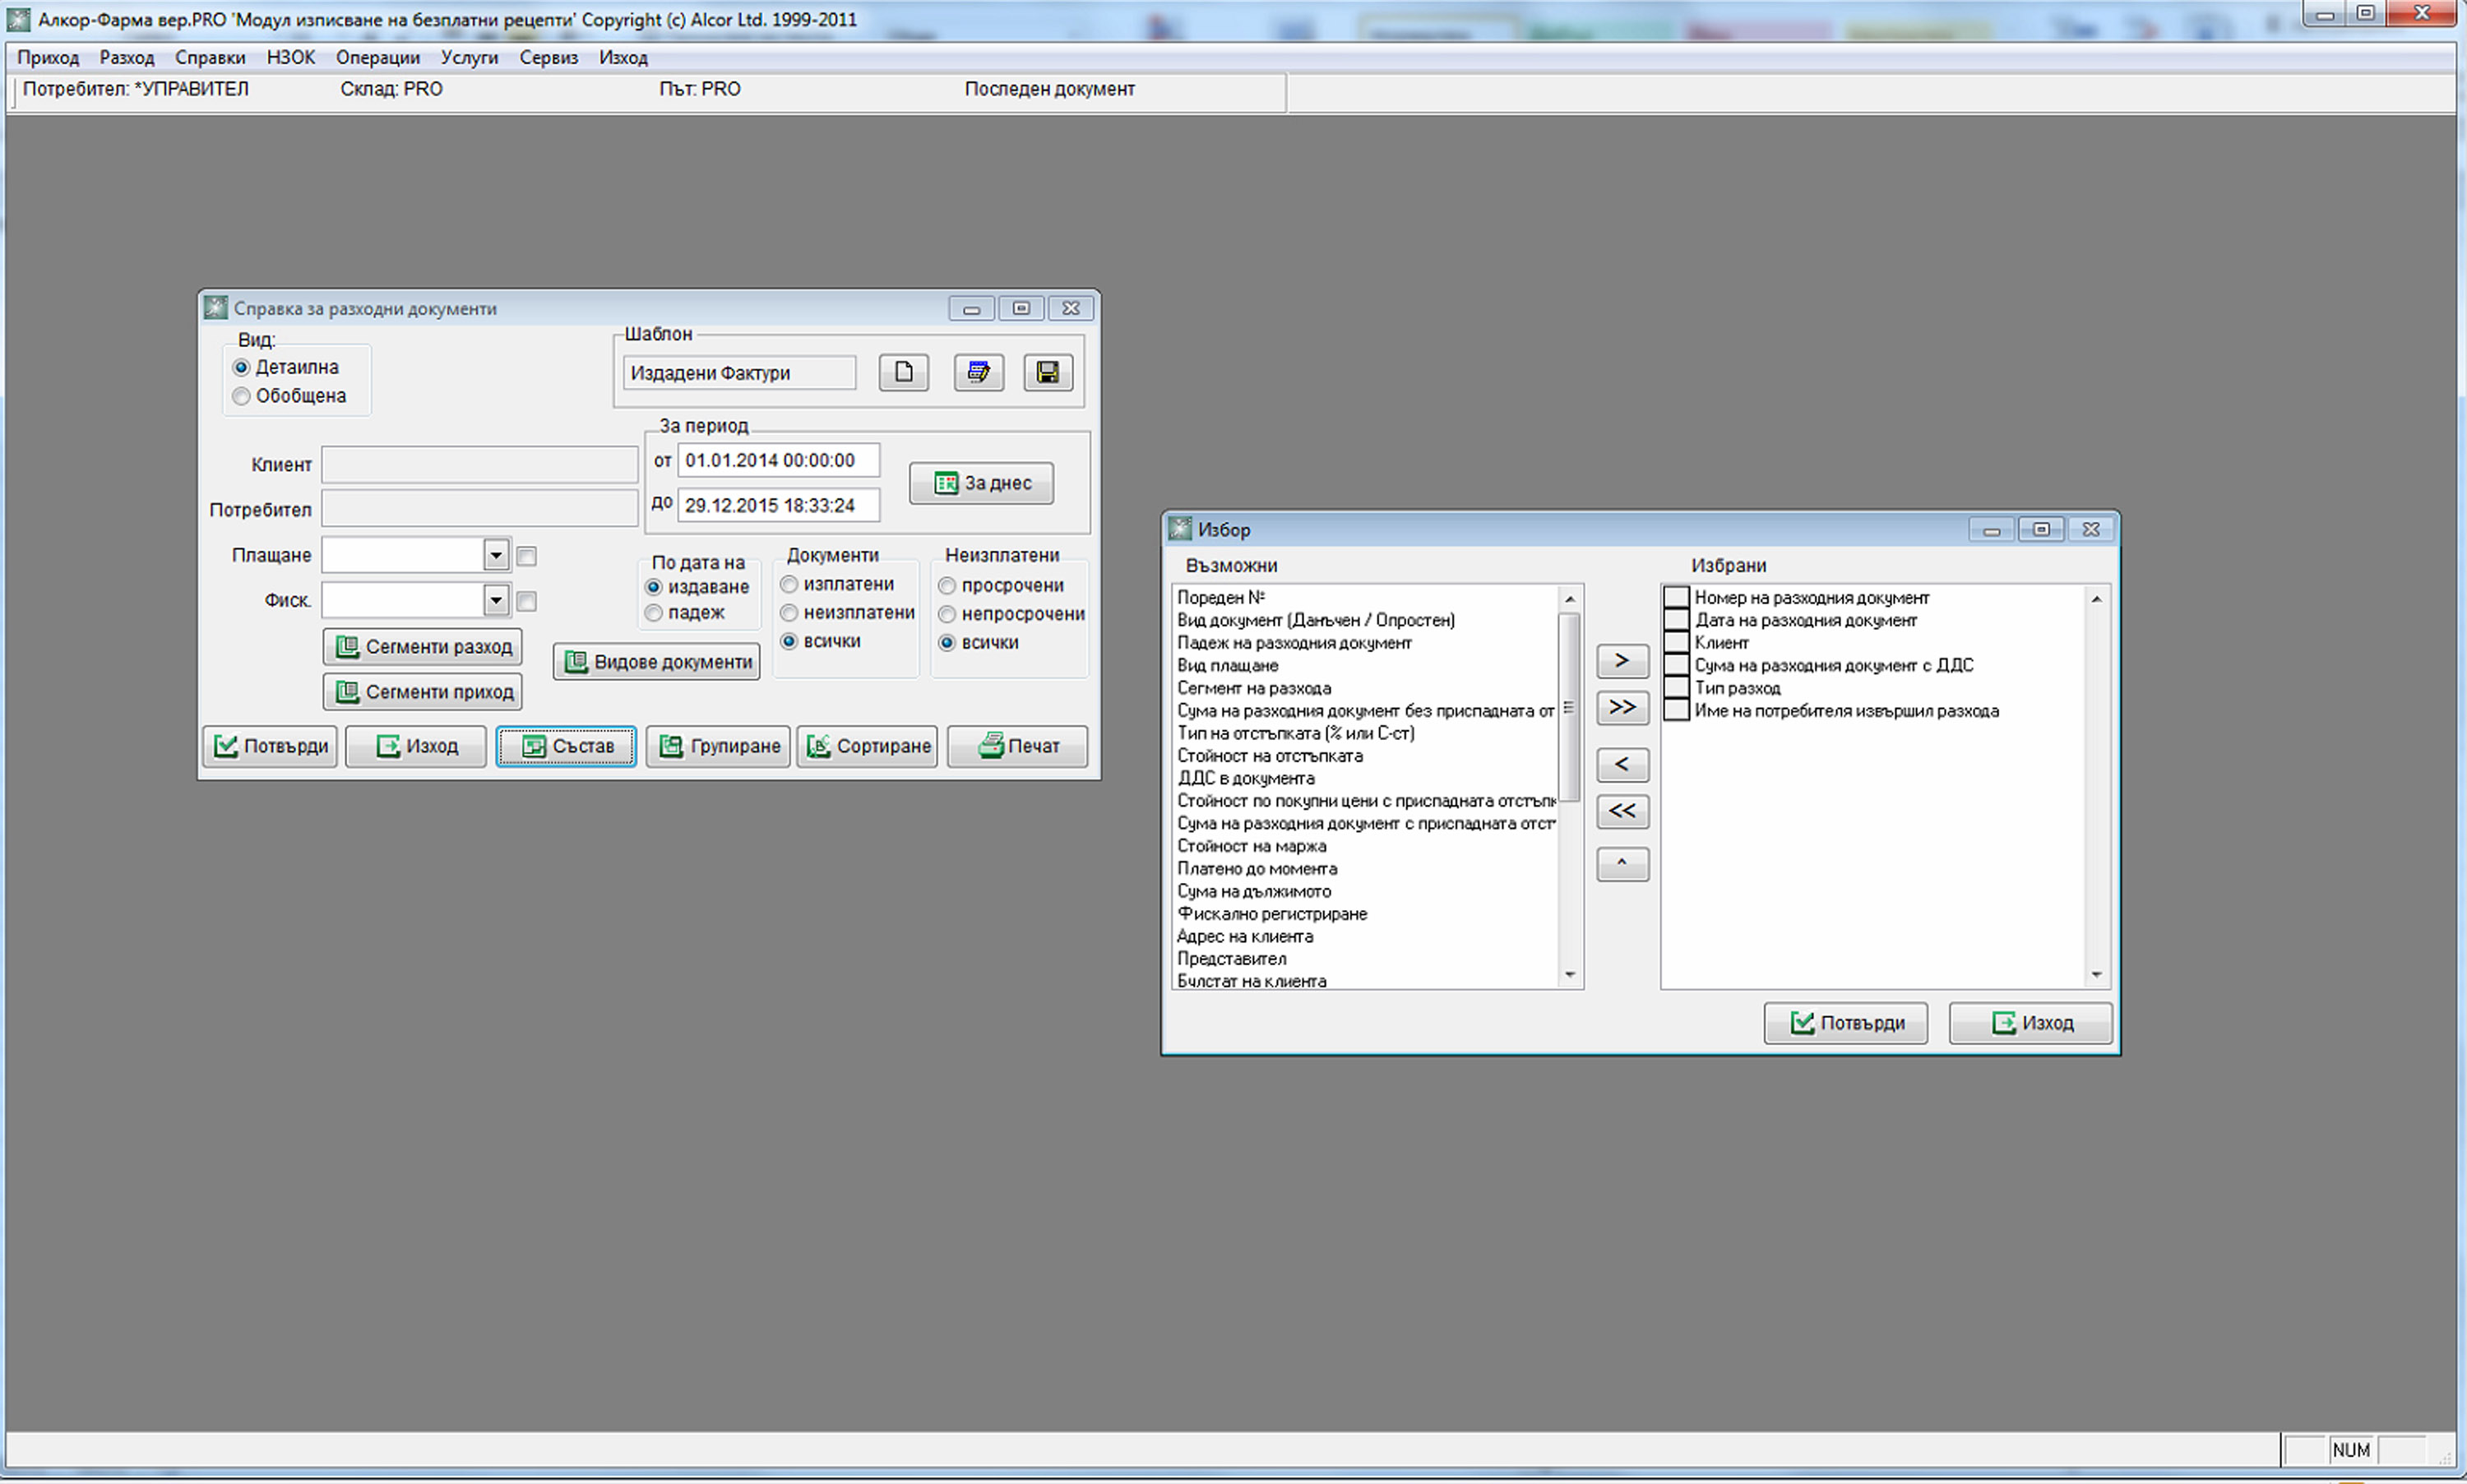 Алкор-Фарма вер.PRO 'Модул изписване на безплатни рецепти' Copyright (c) Alcor Ltd. 1999-2011
Приход Разход Справки НЗОК Операции Услуги Сервиз Изход
Потребител: *УПРАВИТЕЛ Склад: PRO Път: PRO Последен документ
Справка за разходни документи
Вид:
Детаилна
Обобщена
Шаблон
Издадени Фактури
За период
от 01.01.2014 00:00:00
до 29.12.2015 18:33:24
За днес
Клиент
Потребител
Плащане
Фиск.
По дата на
издаване
падеж
Документи
изплатени
неизплатени
всички
Неизплатени
просрочени
непросрочени
всички
Сегменти разход
Сегменти приход
Видове документи
Потвърди Изход Състав Групиране Сортиране Печат
Избор
Възможни
Пореден №
Вид документ (Данъчен / Опростен)
Падеж на разходния документ
Вид плащане
Сегмент на разхода
Сума на разходния документ без приспадната от
Тип на отстъпката (% или С-ст)
Стойност на отстъпката
ДДС в документа
Стойност по покупни цени с приспадната отстъпк
Сума на разходния документ с приспадната отст
Стойност на маржа
Платено до момента
Сума на дължимото
Фискално регистриране
Адрес на клиента
Представител
Булстат на клиента
>
>>
<
<<
^
Избрани
Номер на разходния документ
Дата на разходния документ
Клиент
Сума на разходния документ с ДДС
Тип разход
Име на потребителя извършил разхода
Потвърди Изход
NUM